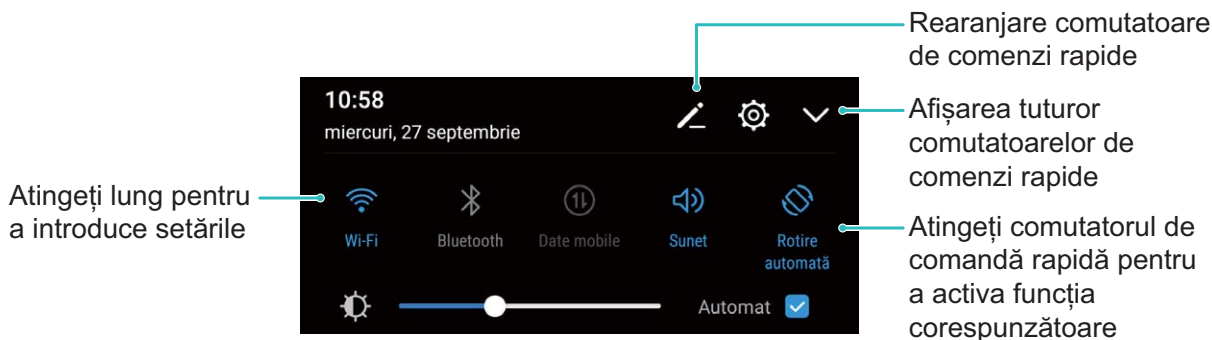 Rearanjare comutatoare
de comenzi rapide
10:58
miercuri, 27 septembrie
Afișarea tuturor
comutatoarelor de
comenzi rapide
Atingeți lung pentru
a introduce setările
Wi-Fi
Bluetooth
Date mobile
Sunet
Rotire
automată
Atingeți comutatorul de
comandă rapidă pentru
a activa funcția
corespunzătoare
Automat